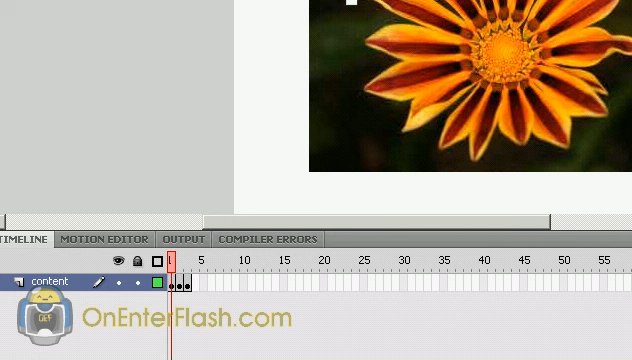 TIMELINE MOTION EDITOR OUTPUT COMPILER ERRORS
1 5 10 15 20 25 30 35 40 45 50 55
content
OnEnterFlash.com
OEF